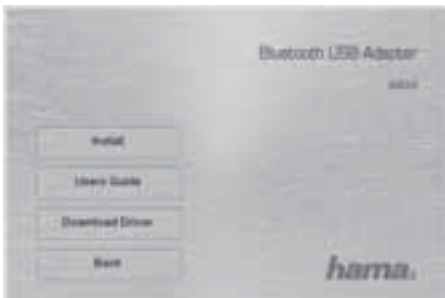 Bluetooth USB Adapter
Install
Users Guide
Download Driver
Back
hama.